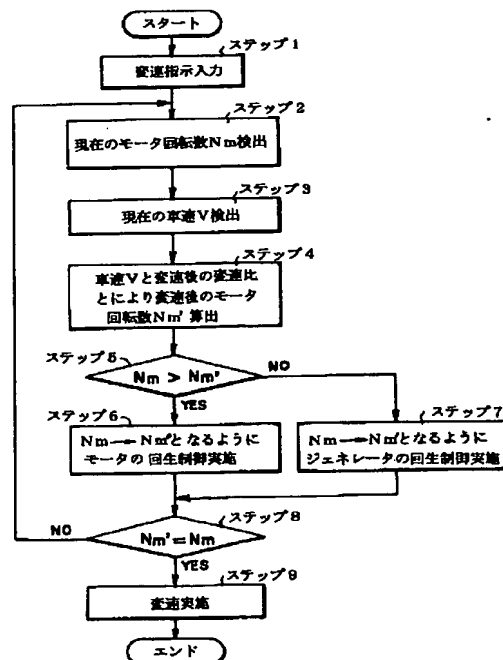 スタート
ステップ1
変速指示入力
ステップ2
現在のモータ回転数Nm検出
ステップ3
現在の車速V検出
ステップ4
車速Vと変速後の変速比
とにより変速後のモータ
回転数Nm'算出
ステップ5
Nm > Nm'
NO
YES
ステップ6
Nm→Nm'となるように
モータの回生制御実施
ステップ7
Nm→Nm'となるように
ジェネレータの回生制御実施
ステップ8
Nm'=Nm
NO
YES
ステップ9
変速実施
エンド